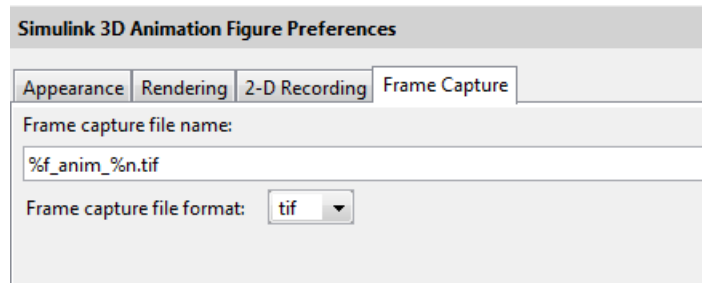 Simulink 3D Animation Figure Preferences
Appearance Rendering 2-D Recording Frame Capture
Frame capture file name:
%f_anim_%n.tif
Frame capture file format: tif